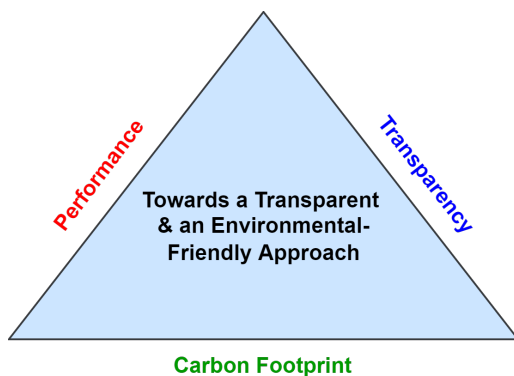 Performance
Transparency
Towards a Transparent
& an Environmental-
Friendly Approach
Carbon Footprint